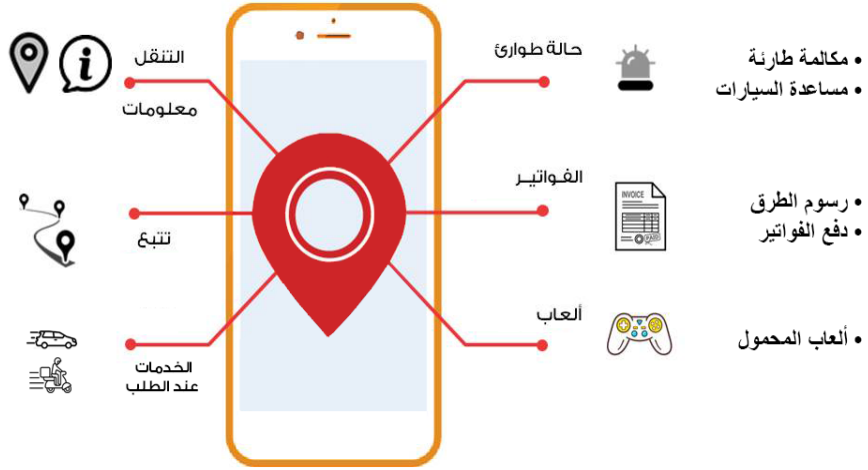 حالة طوارئ
• مكالمة طارئة
• مساعدة السيارات
الفواتير
INVOICE
• رسوم الطرق
• دفع الفواتير
ألعاب
• ألعاب المحمول
التنقل
معلومات
تتبع
الخدمات
عند الطلب